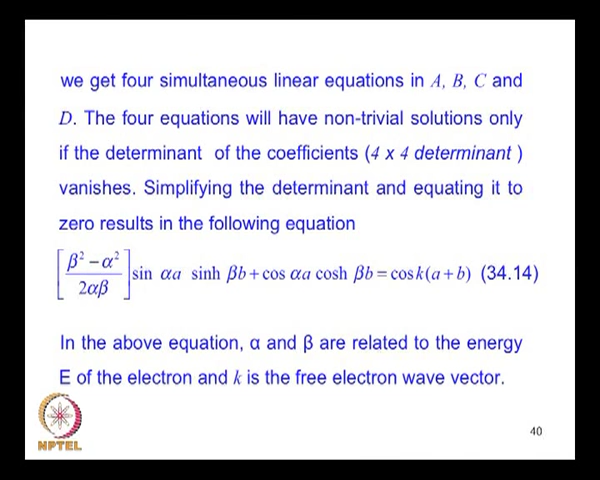 we get four simultaneous linear equations in A, B, C and
D. The four equations will have non-trivial solutions only
if the determinant of the coefficients (4 x 4 determinant )
vanishes. Simplifying the determinant and equating it to
zero results in the following equation
[β² – α² / 2αβ] sin αa sinh βb + cos αa cosh βb = cos k(a + b) (34.14)
In the above equation, α and β are related to the energy
E of the electron and k is the free electron wave vector.
NPTEL
40